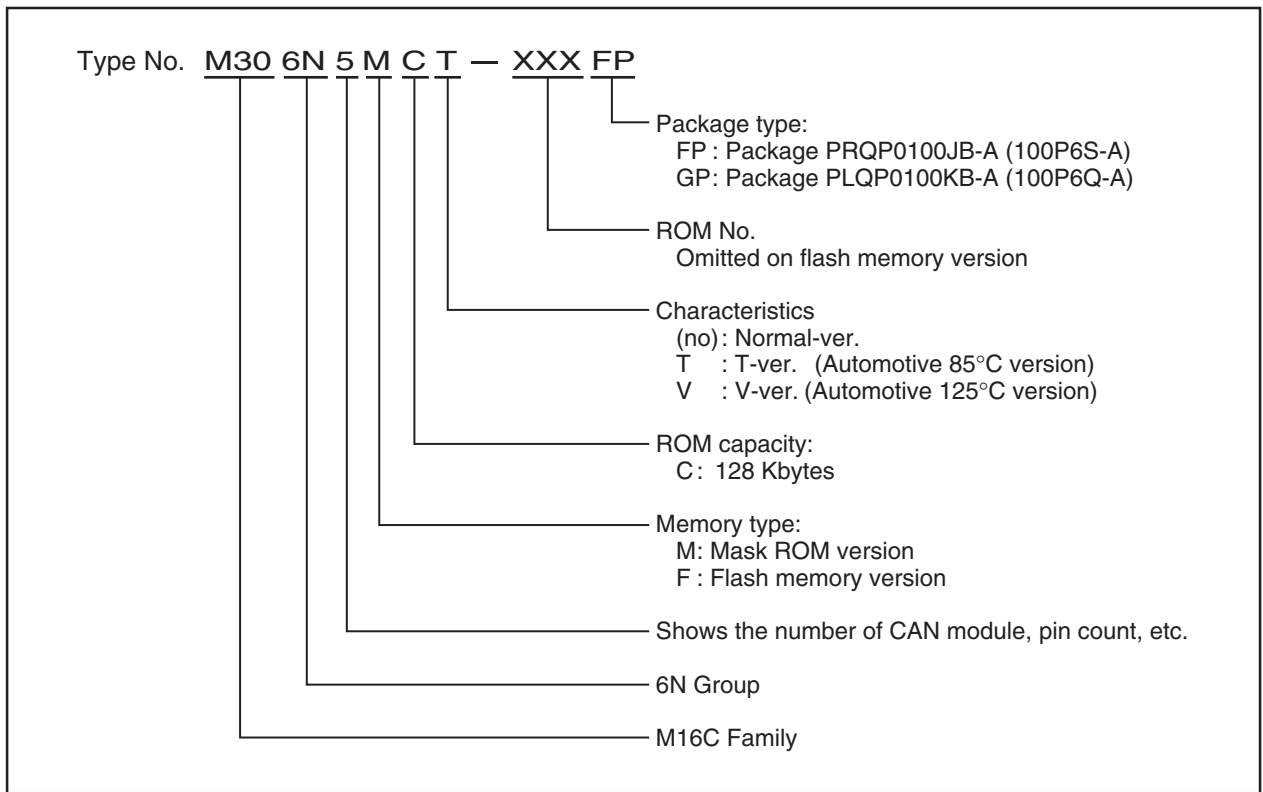 Type No. M30 6N 5 M C T — XXX FP
Package type:
FP : Package PRQP0100JB-A (100P6S-A)
GP: Package PLQP0100KB-A (100P6Q-A)
ROM No.
Omitted on flash memory version
Characteristics
(no) : Normal-ver.
T : T-ver. (Automotive 85°C version)
V : V-ver. (Automotive 125°C version)
ROM capacity:
C : 128 Kbytes
Memory type:
M: Mask ROM version
F : Flash memory version
Shows the number of CAN module, pin count, etc.
6N Group
M16C Family